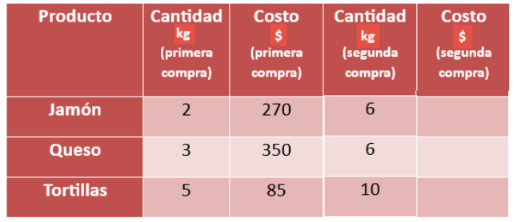 Producto Cantidad Costo Cantidad Costo
kg $ kg $
(primera (primera (segunda (segunda
compra) compra) compra) compra)
Jamón 2 270 6
Queso 3 350 6
Tortillas 5 85 10